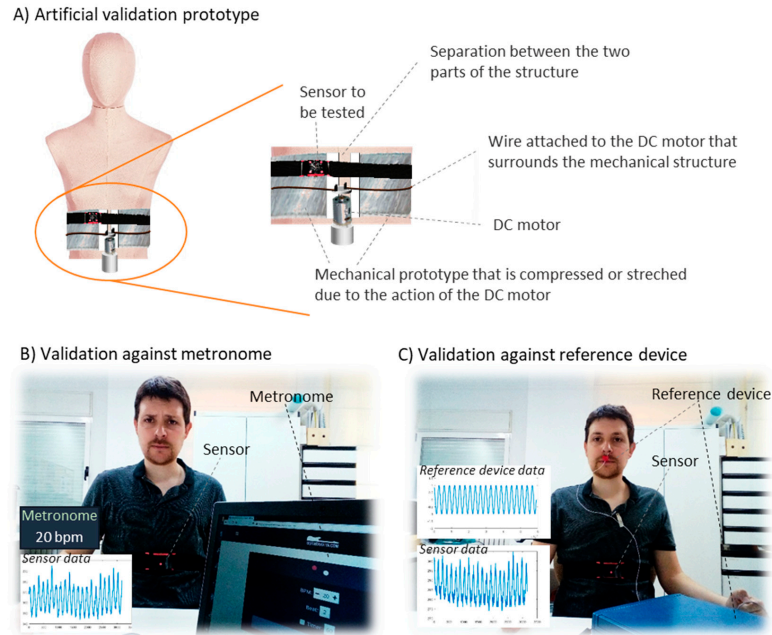 A) Artificial validation prototype
Separation between the two
parts of the structure
Sensor to
be tested
Wire attached to the DC motor that
surrounds the mechanical structure
DC motor
Mechanical prototype that is compressed or streched
due to the action of the DC motor
B) Validation against metronome
Metronome
Sensor
Metronome
20 bpm
Sensor data
C) Validation against reference device
Reference device
Sensor
Reference device data
Sensor data